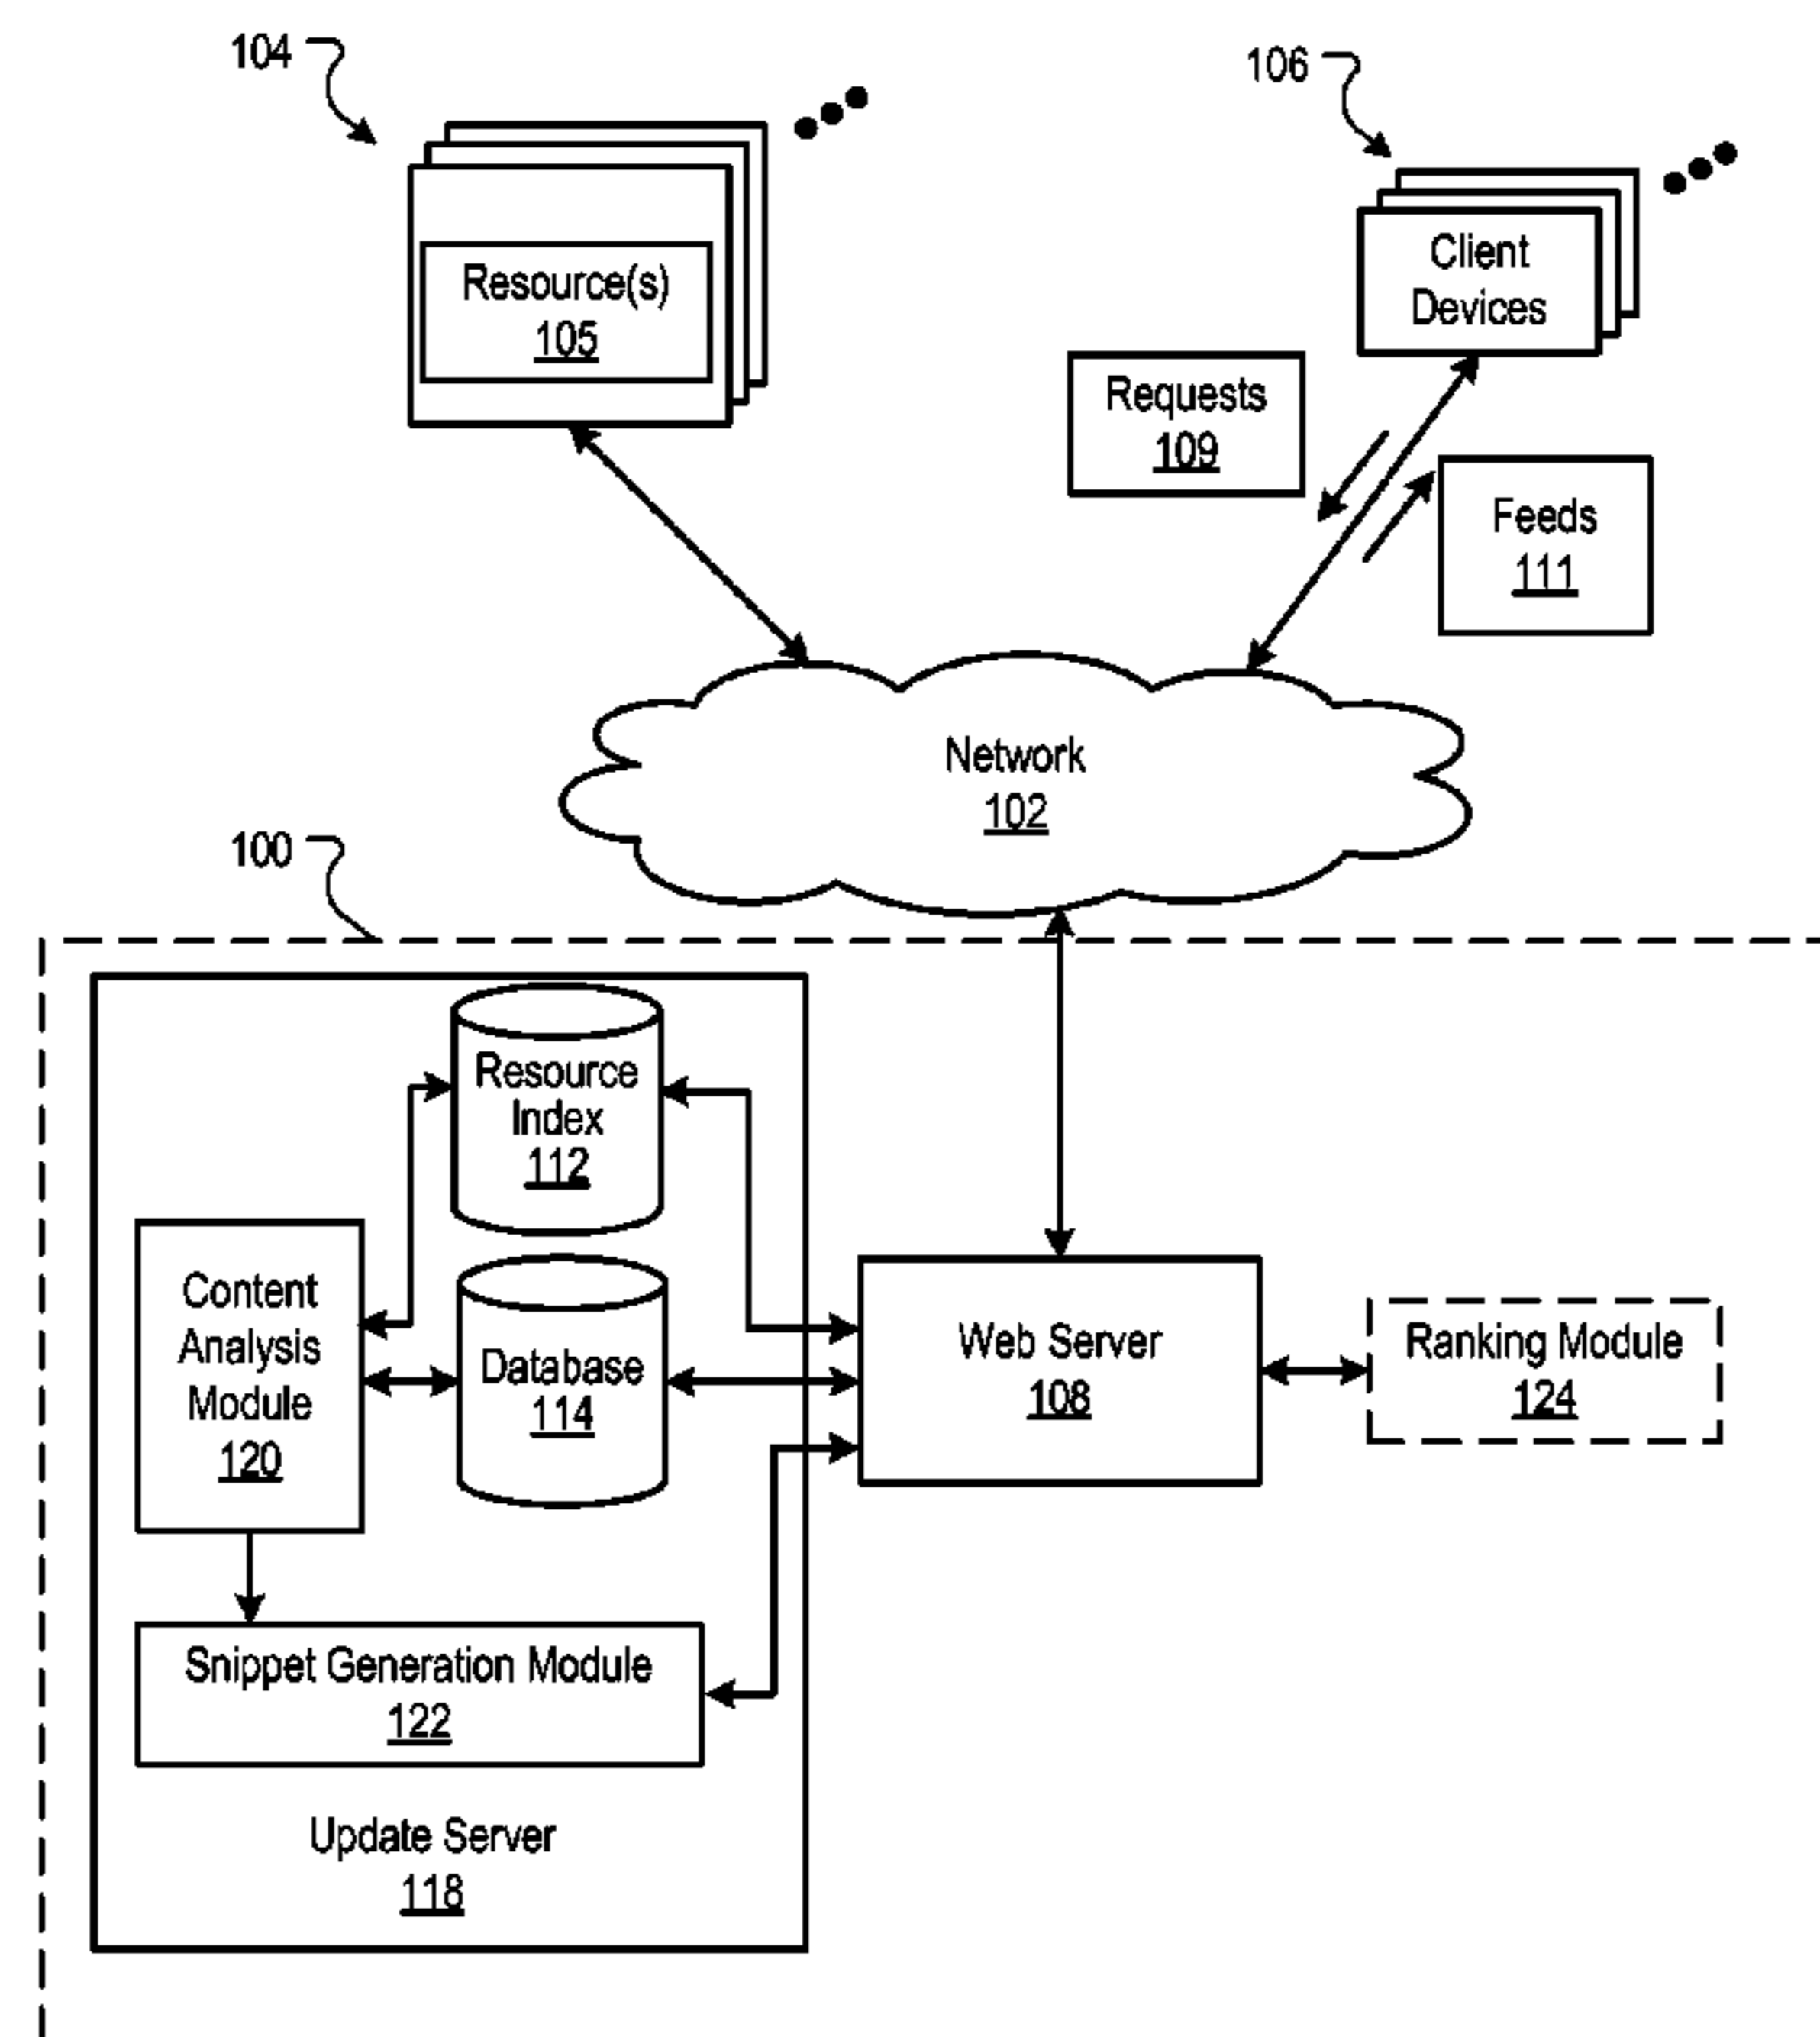 104
106
Resource(s)
105
Client
Devices
Requests
109
Feeds
111
Network
102
100
Resource
Index
112
Content
Analysis
Module
120
Database
114
Web Server
108
Ranking Module
124
Snippet Generation Module
122
Update Server
118